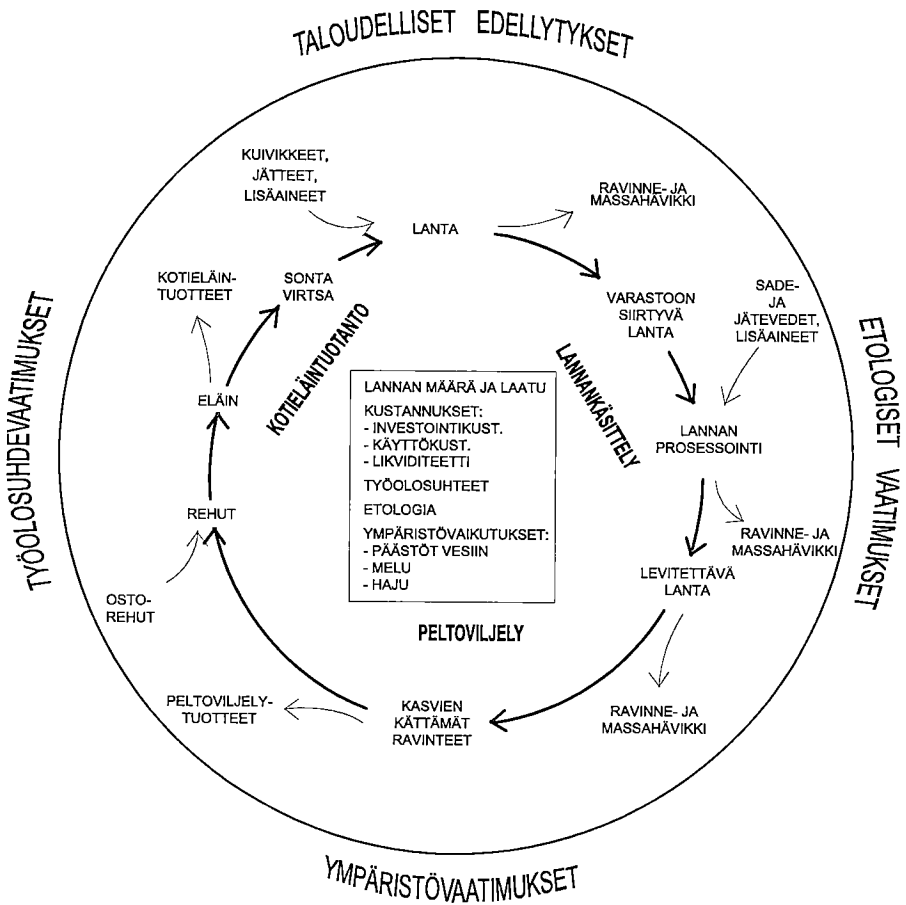 TALOUDELLISET EDELLYTYKSET
KUIVIKKEET,
JÄTTEET,
LISÄAINEET
LANTA
RAVINNE- JA
MASSAHÄVIKKI
KOTIELÄIN-
TUOTTEET
SONTA
VIRTSA
VARASTOON
SIIRTYVÄ
LANTA
SADE-
JA
JÄTEVEDET,
LISÄAINEET
TYÖOLOSUHDEVAATIMUKSET
ETOLOGISET VAATIMUKSET
KOTIELÄINTUOTANTO
LANNANKÄSITTELY
ELÄIN
LANNAN MÄÄRÄ JA LAATU
KUSTANNUKSET:
- INVESTOINTIKUST.
- KÄYTTÖKUST.
- LIKVIDITEETTI
TYÖOLOSUHTEET
ETOLOGIA
YMPÄRISTÖVAIKUTUKSET:
- PÄÄSTÖT VESIIN
- MELU
- HAJU
LANNAN
PROSESSOINTI
REHUT
RAVINNE- JA
MASSAHÄVIKKI
LEVITETTÄVÄ
LANTA
OSTO-
REHUT
PELTOVILJELY
PELTOVILJELY-
TUOTTEET
KASVIEN
KÄTTÄMÄT
RAVINTEET
RAVINNE- JA
MASSAHÄVIKKI
YMPÄRISTÖVAATIMUKSET